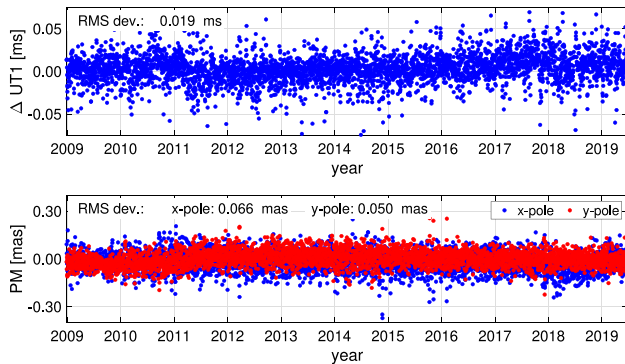 RMS dev.: 0.019 ms
0.05
0.00
-0.05
Δ UT1 [ms]
2009 2010 2011 2012 2013 2014 2015 2016 2017 2018 2019
year
RMS dev.: x-pole: 0.066 mas y-pole: 0.050 mas
x-pole y-pole
0.30
0.00
-0.30
PM [mas]
2009 2010 2011 2012 2013 2014 2015 2016 2017 2018 2019
year